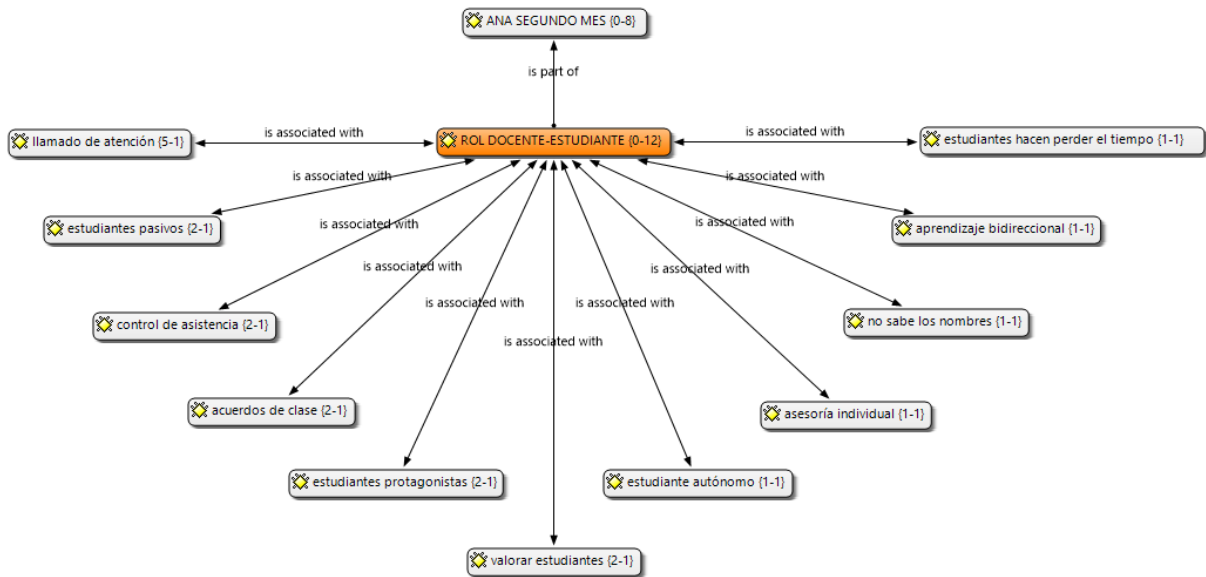 ANA SEGUNDO MES {0-8}
is part of
is associated with
ROL DOCENTE-ESTUDIANTE {0-12}
is associated with
llamado de atención {5-1}
estudiantes hacen perder el tiempo {1-1}
is associated with
is associated with
estudiantes pasivos {2-1}
is associated with
is associated with
aprendizaje bidireccional {1-1}
is associated with
is associated with
control de asistencia {2-1}
is associated with
is associated with
no sabe los nombres {1-1}
is associated with
acuerdos de clase {2-1}
asesoría individual {1-1}
estudiantes protagonistas {2-1}
estudiante autónomo {1-1}
valorar estudiantes {2-1}